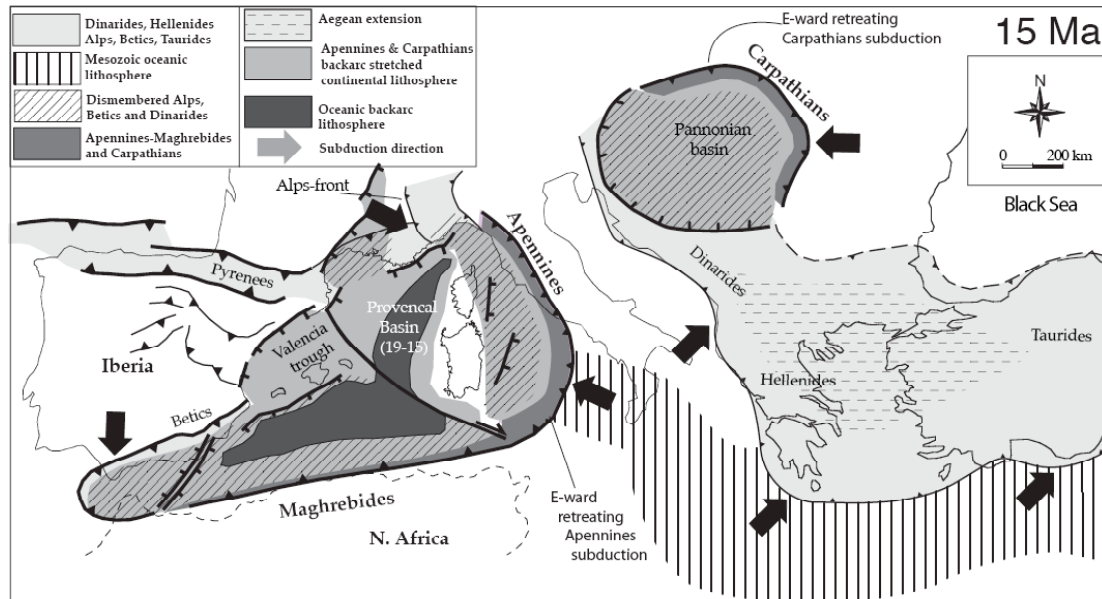 Dinarides, Hellenides
Alps, Betics, Taurides
Mesozoic oceanic
lithosphere
Dismembered Alps,
Betics and Dinarides
Apennines-Maghrebides
and Carpathians
Aegean extension
Apennines & Carpathians
backarc stretched
continental lithosphere
Oceanic backarc
lithosphere
Subduction direction
E-ward retreating
Carpathians subduction
15 Ma
N
0 200 km
Black Sea
Carpathians
Pannonian
basin
Alps-front
Apennines
Dinarides
Pyrenees
Provencal
Basin
(19-15)
Valencia
trough
Iberia
Taurides
Hellenides
Betics
Maghrebides
N. Africa
E-ward
retreating
Apennines
subduction